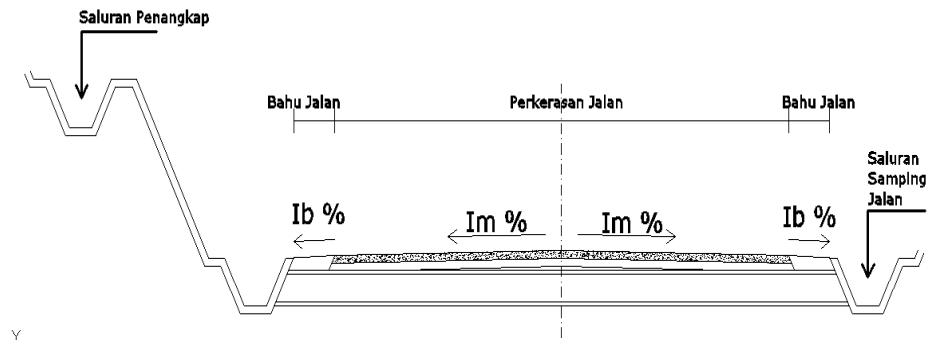 Saluran Penangkap
Bahu Jalan
Perkerasan Jalan
Bahu Jalan
Saluran
Samping
Jalan
Ib %
Im %
Im %
Ib %
Y